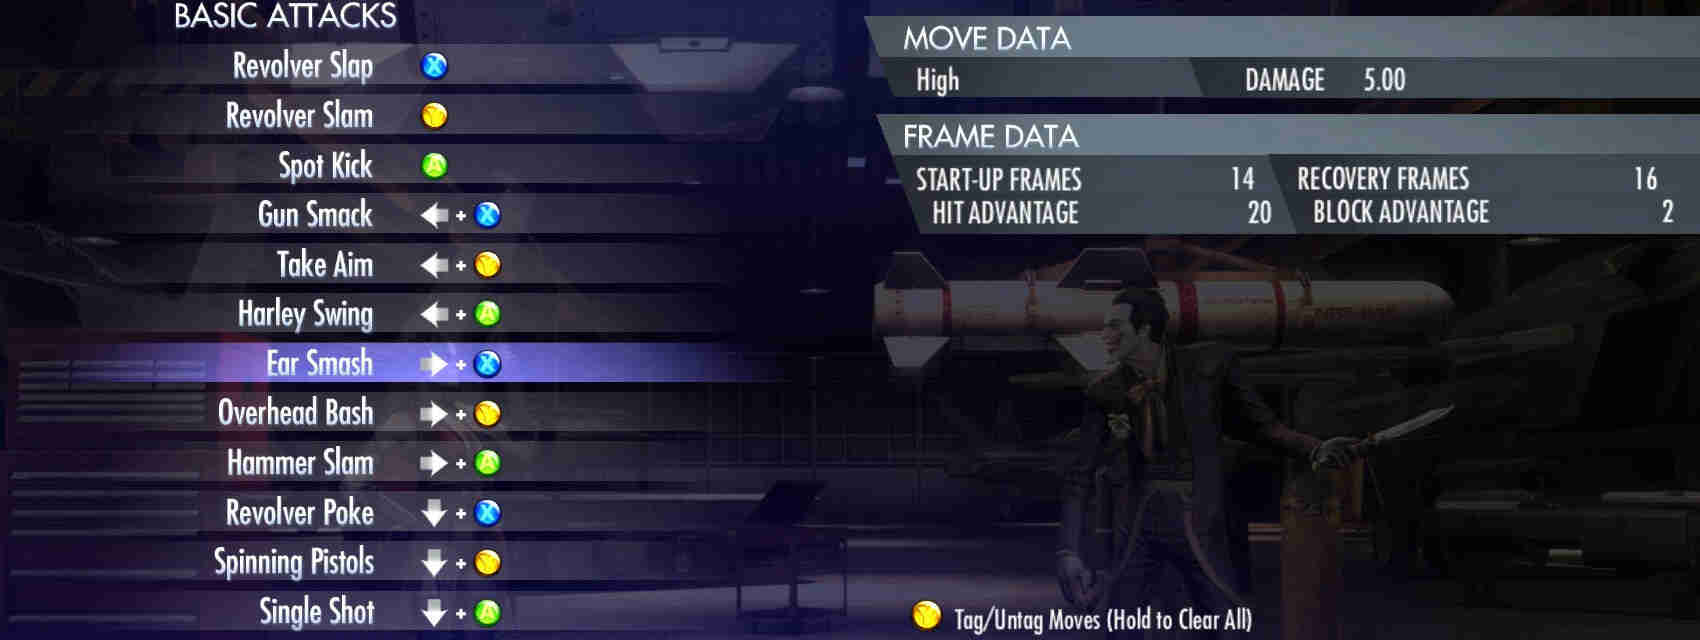 BASIC ATTACKS
Revolver Slap X
Revolver Slam Y
Spot Kick A
Gun Smack + X
Take Aim + Y
Harley Swing + A
Ear Smash + X
Overhead Bash + Y
Hammer Slam + A
Revolver Poke + X
Spinning Pistols + Y
Single Shot + A
MOVE DATA
High DAMAGE 5.00
FRAME DATA
START-UP FRAMES 14 RECOVERY FRAMES 16
HIT ADVANTAGE 20 BLOCK ADVANTAGE 2
Y Tag/Untag Moves (Hold to Clear All)